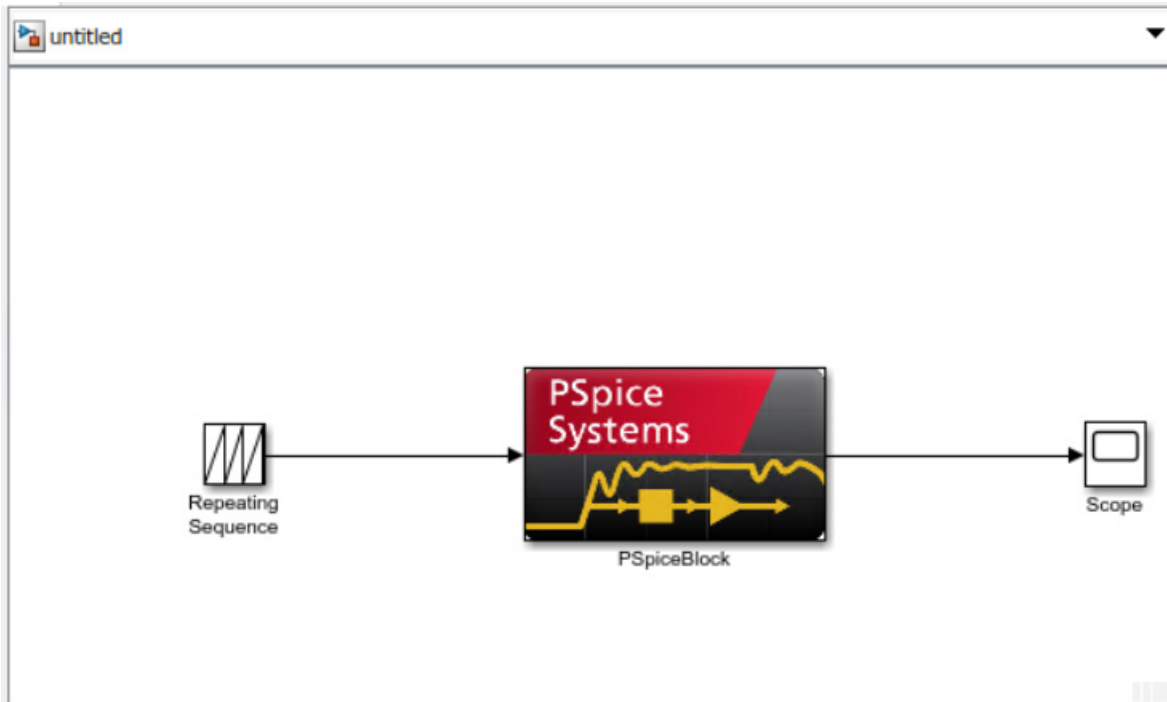 untitled
PSpice
Systems
Repeating
Sequence
PSpiceBlock
Scope